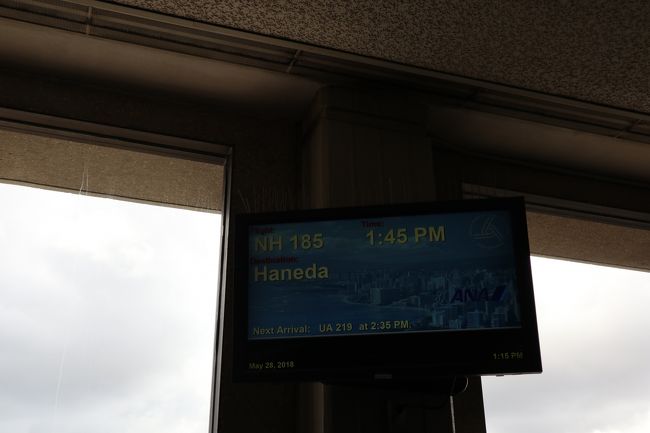 Flight: Time:
NH 185 1:45 PM
Destination:
Haneda
ANA
Next Arrival: UA 219 at 2:35 PM.
May 28, 2018 1:15 PM